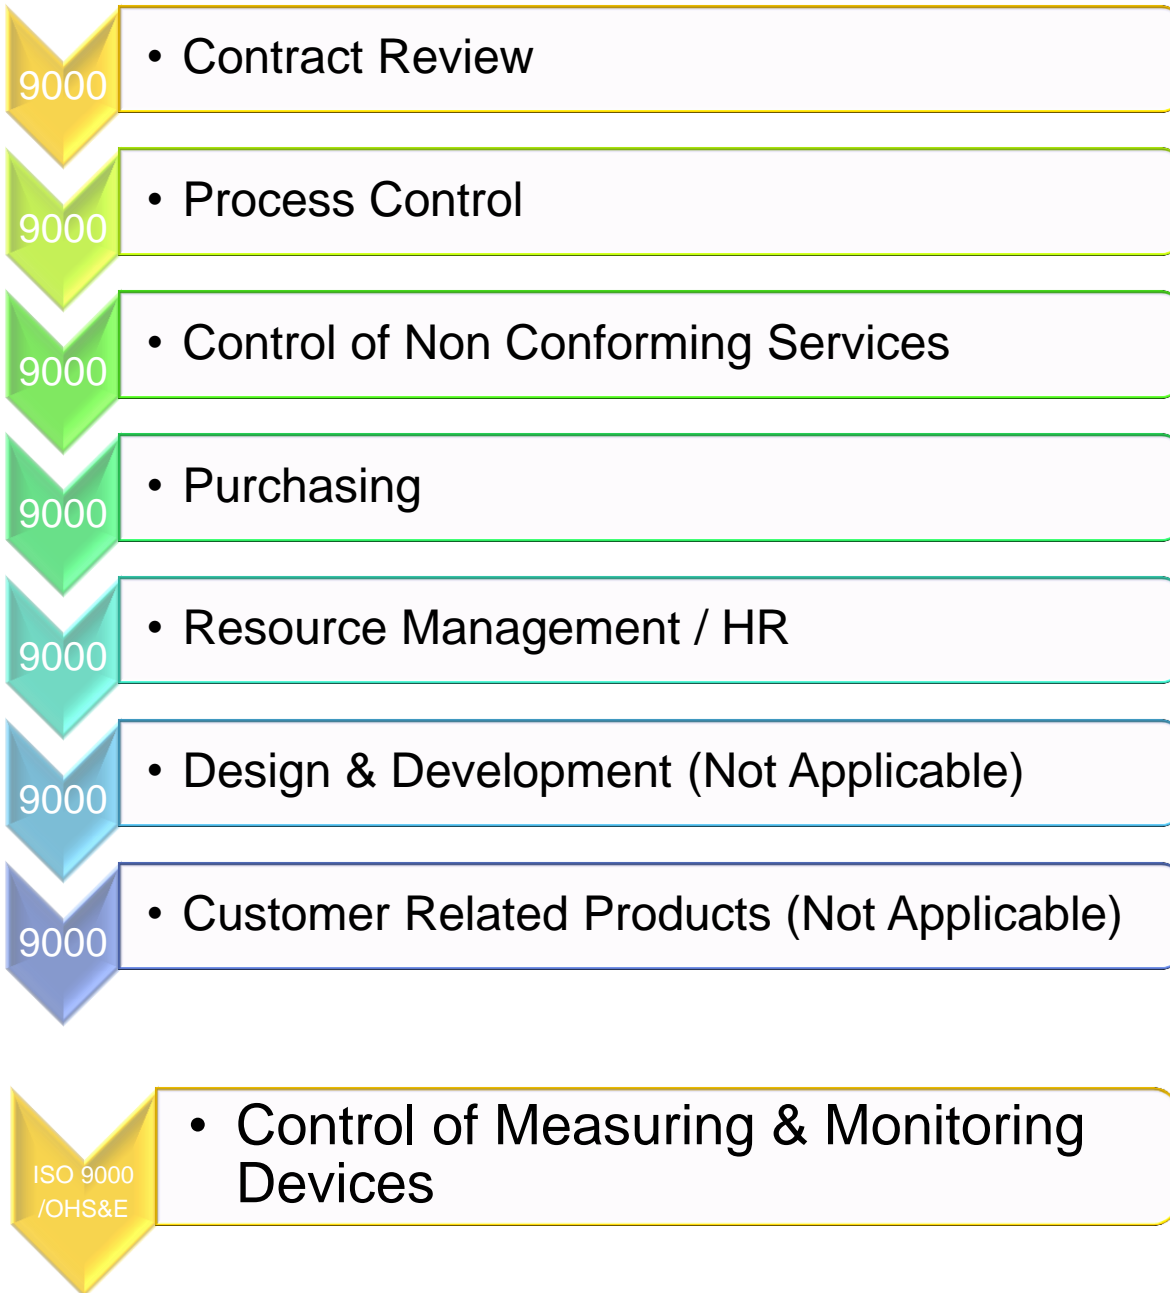 9000
• Contract Review
9000
• Process Control
9000
• Control of Non Conforming Services
9000
• Purchasing
9000
• Resource Management / HR
9000
• Design & Development (Not Applicable)
9000
• Customer Related Products (Not Applicable)
ISO 9000
/OHS&E
• Control of Measuring & Monitoring
Devices